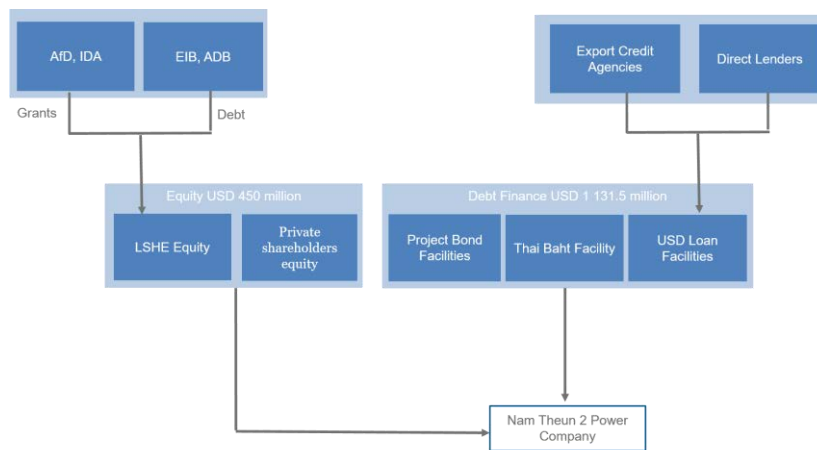 AfD, IDA
EIB, ADB
Export Credit
Agencies
Direct Lenders
Grants
Debt
Equity USD 450 million
Debt Finance USD 1 131.5 million
LSHE Equity
Private
shareholders
equity
Project Bond
Facilities
Thai Baht Facility
USD Loan
Facilities
Nam Theun 2 Power
Company